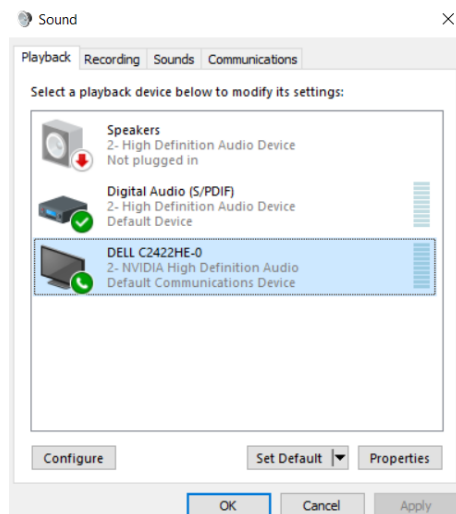 Sound
Playback Recording Sounds Communications
Select a playback device below to modify its settings:
Speakers
2- High Definition Audio Device
Not plugged in
Digital Audio (S/PDIF)
2- High Definition Audio Device
Default Device
DELL C2422HE-0
2- NVIDIA High Definition Audio
Default Communications Device
Configure Set Default Properties
OK Cancel Apply